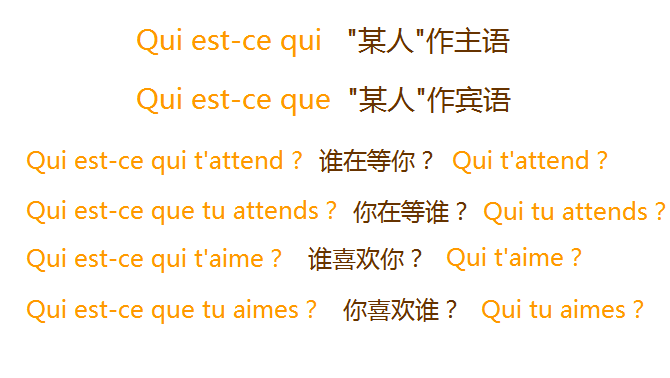 Qui est-ce qui "某人"作主语
Qui est-ce que "某人"作宾语
Qui est-ce qui t'attend ? 谁在等你？ Qui t'attend ?
Qui est-ce que tu attends ? 你在等谁？ Qui tu attends ?
Qui est-ce qui t'aime ? 谁喜欢你？ Qui t'aime ?
Qui est-ce que tu aimes ? 你喜欢谁？ Qui tu aimes ?